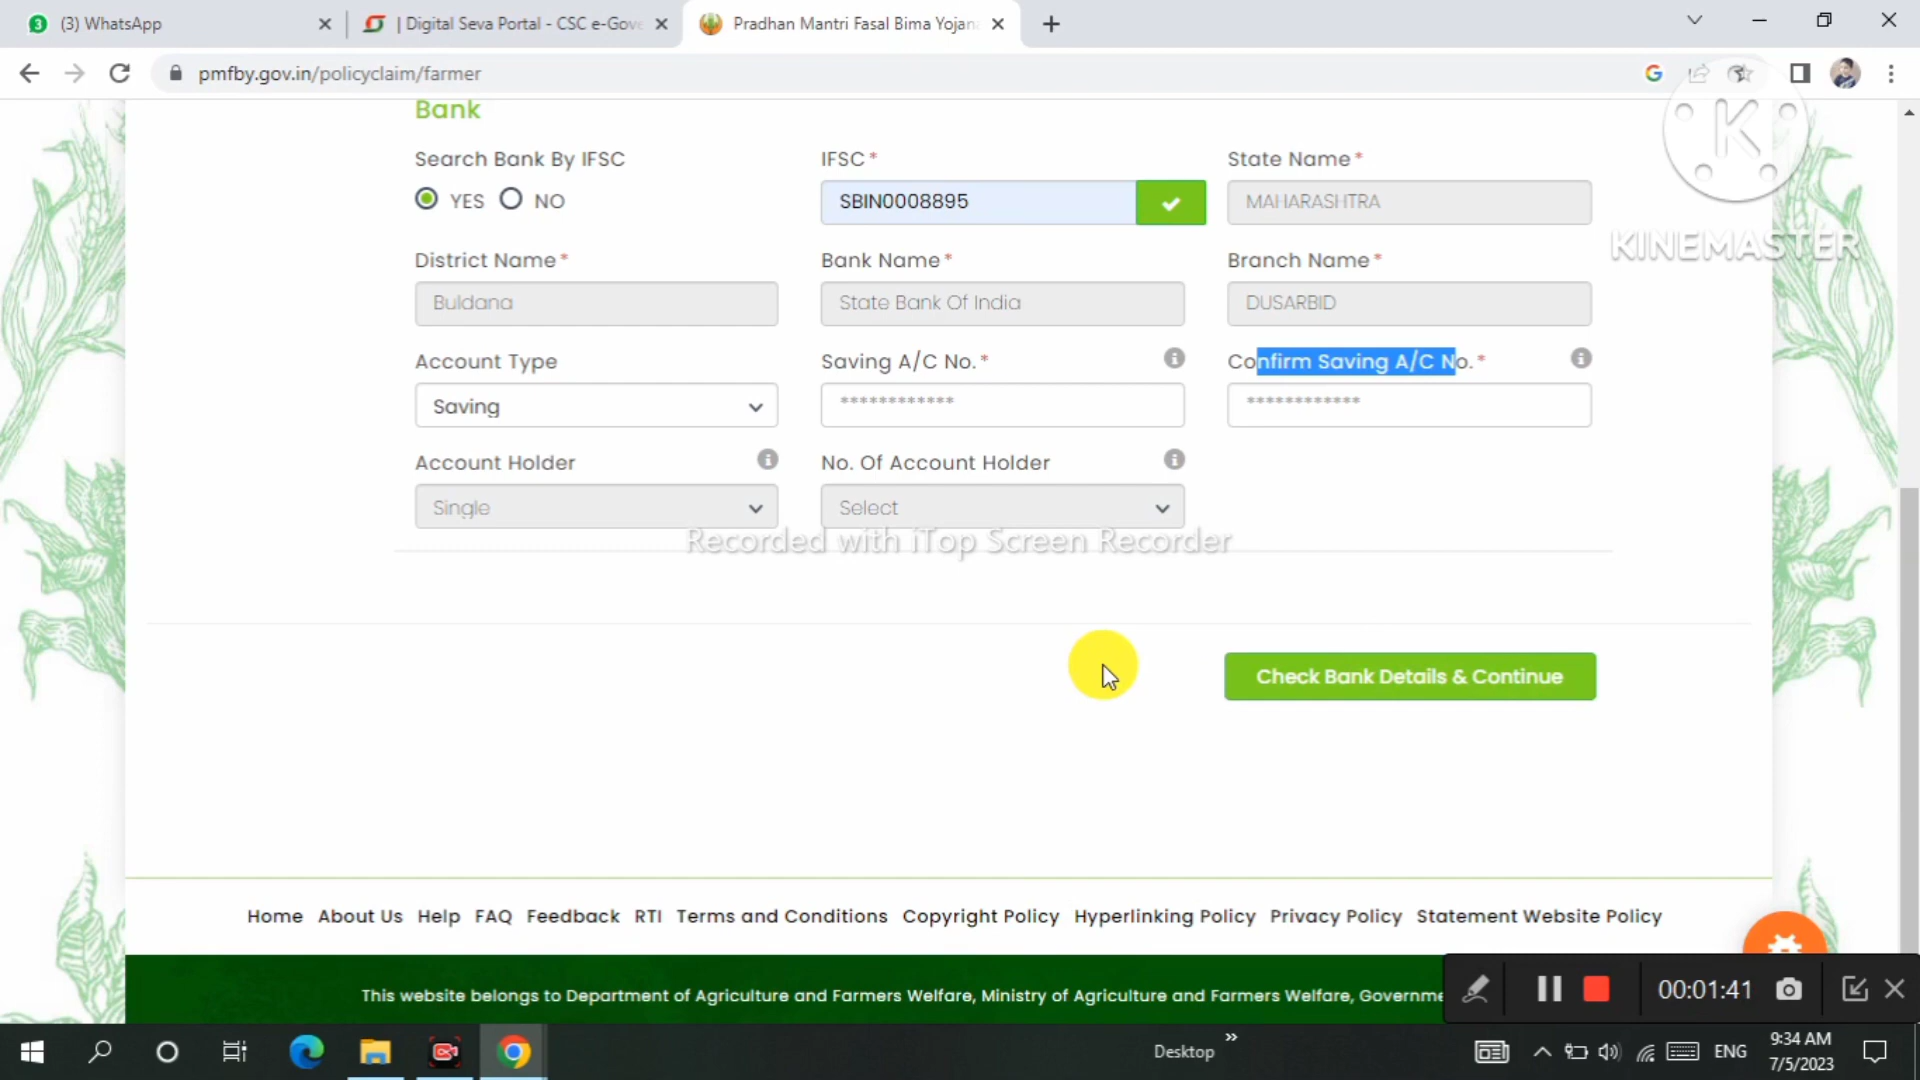 (3) WhatsApp
| Digital Seva Portal - CSC e-Gove
Pradhan Mantri Fasal Bima Yojana
pmfby.gov.in/policyclaim/farmer
KINEMASTER
Bank
Search Bank By IFSC
IFSC *
State Name *
YES NO
SBIN0008895
MAHARASHTRA
District Name *
Bank Name *
Branch Name *
Buldana
State Bank Of India
DUSARBID
Account Type
Saving A/C No. *
Confirm Saving A/C No. *
Saving
************
************
Account Holder
No. Of Account Holder
Single
Select
Recorded with iTop Screen Recorder
Check Bank Details & Continue
Home About Us Help FAQ Feedback RTI Terms and Conditions Copyright Policy Hyperlinking Policy Privacy Policy Statement Website Policy
This website belongs to Department of Agriculture and Farmers Welfare, Ministry of Agriculture and Farmers Welfare, Governme
00:01:41
Desktop
ENG
9:34 AM
7/5/2023